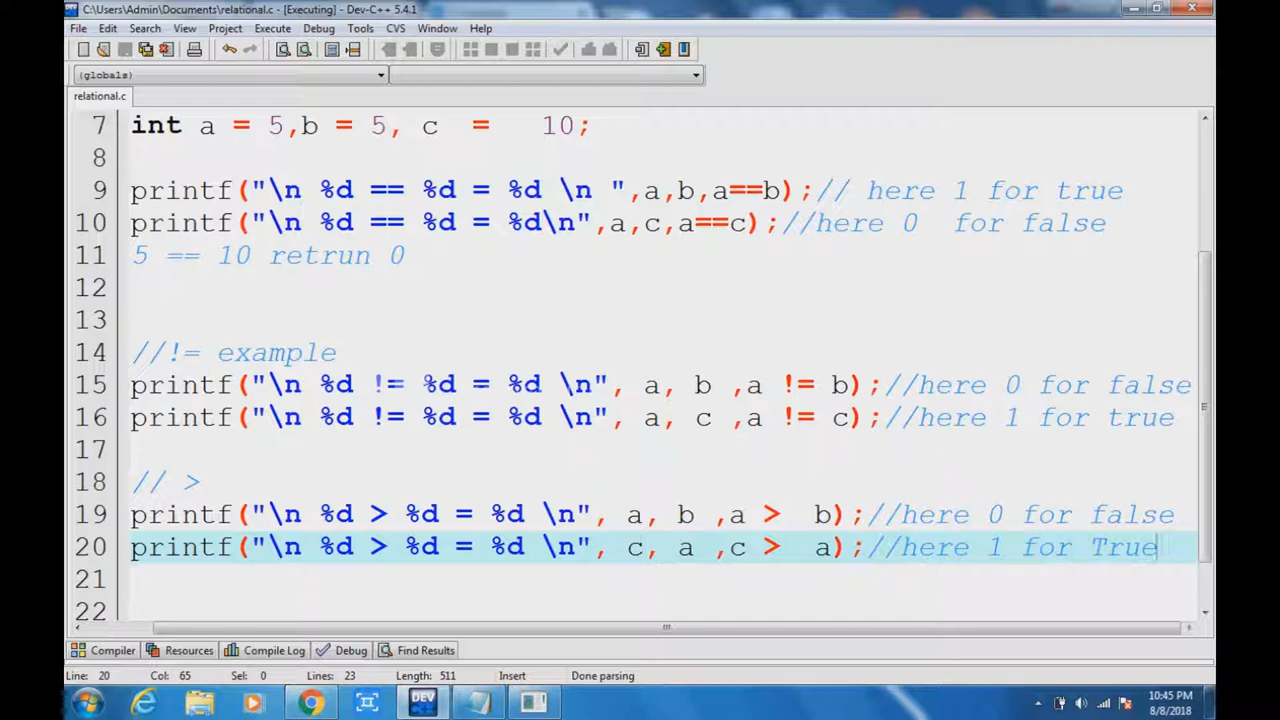 C:\Users\Admin\Documents\relational.c - [Executing] - Dev-C++ 5.4.1
File Edit Search View Project Execute Debug Tools CVS Window Help
(globals)
relational.c
7 int a = 5,b = 5, c  =   10;
8
9 printf("\n %d == %d = %d \n ",a,b,a==b);// here 1 for true
10 printf("\n %d == %d = %d\n",a,c,a==c);//here 0  for false
11 5 == 10 retrun 0
12
13
14 //!= example
15 printf("\n %d != %d = %d \n", a, b ,a != b);//here 0 for false
16 printf("\n %d != %d = %d \n", a, c ,a != c);//here 1 for true
17
18 // >
19 printf("\n %d > %d = %d \n", a, b ,a >  b);//here 0 for false
20 printf("\n %d > %d = %d \n", c, a ,c >  a);//here 1 for True
21
22
Compiler Resources Compile Log Debug Find Results
Line: 20 Col: 65 Sel: 0 Lines: 23 Length: 511 Insert Done parsing
DEV
10:45 PM
8/8/2018